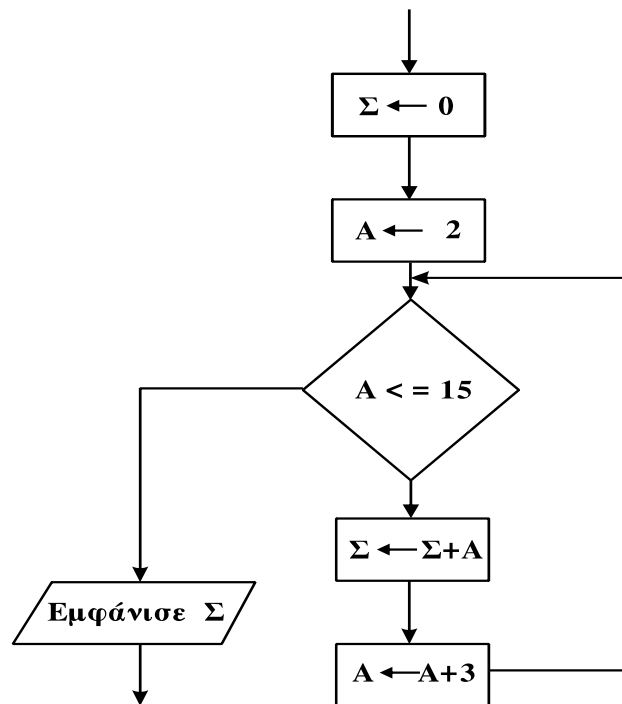 Σ ← 0
Α ← 2
Α < = 15
Σ ← Σ+Α
Εμφάνισε Σ
Α ← Α+3